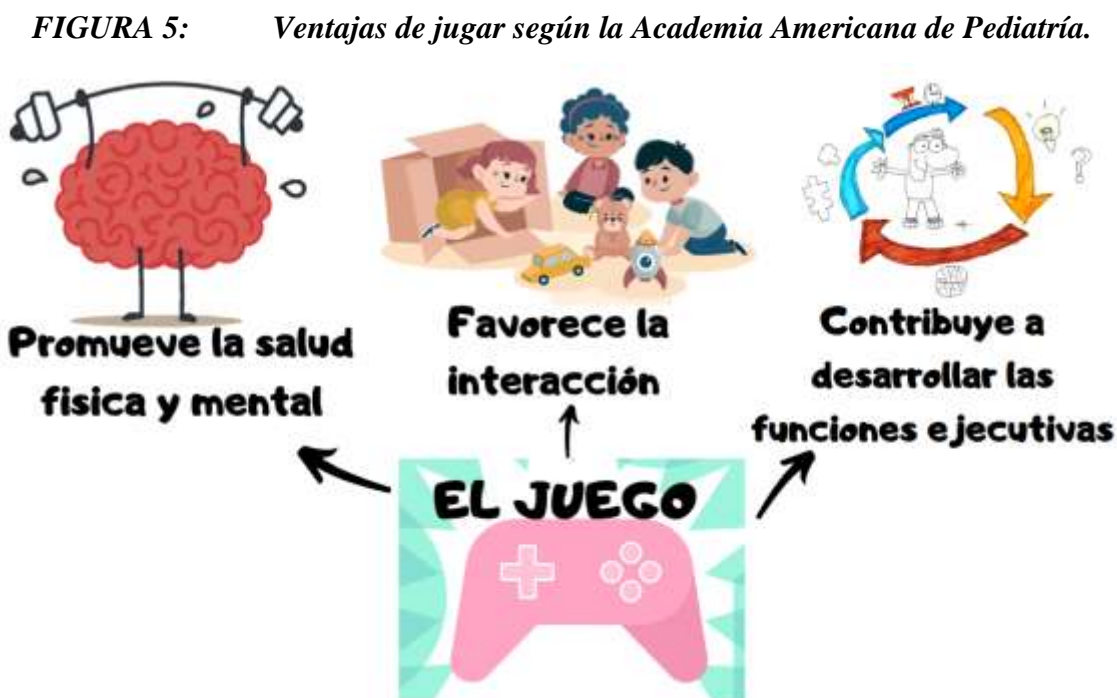 FIGURA 5: Ventajas de jugar según la Academia Americana de Pediatría.
Promueve la salud
fisica y mental
Favorece la
interacción
Contribuye a
desarrollar las
funciones ejecutivas
EL JUEGO